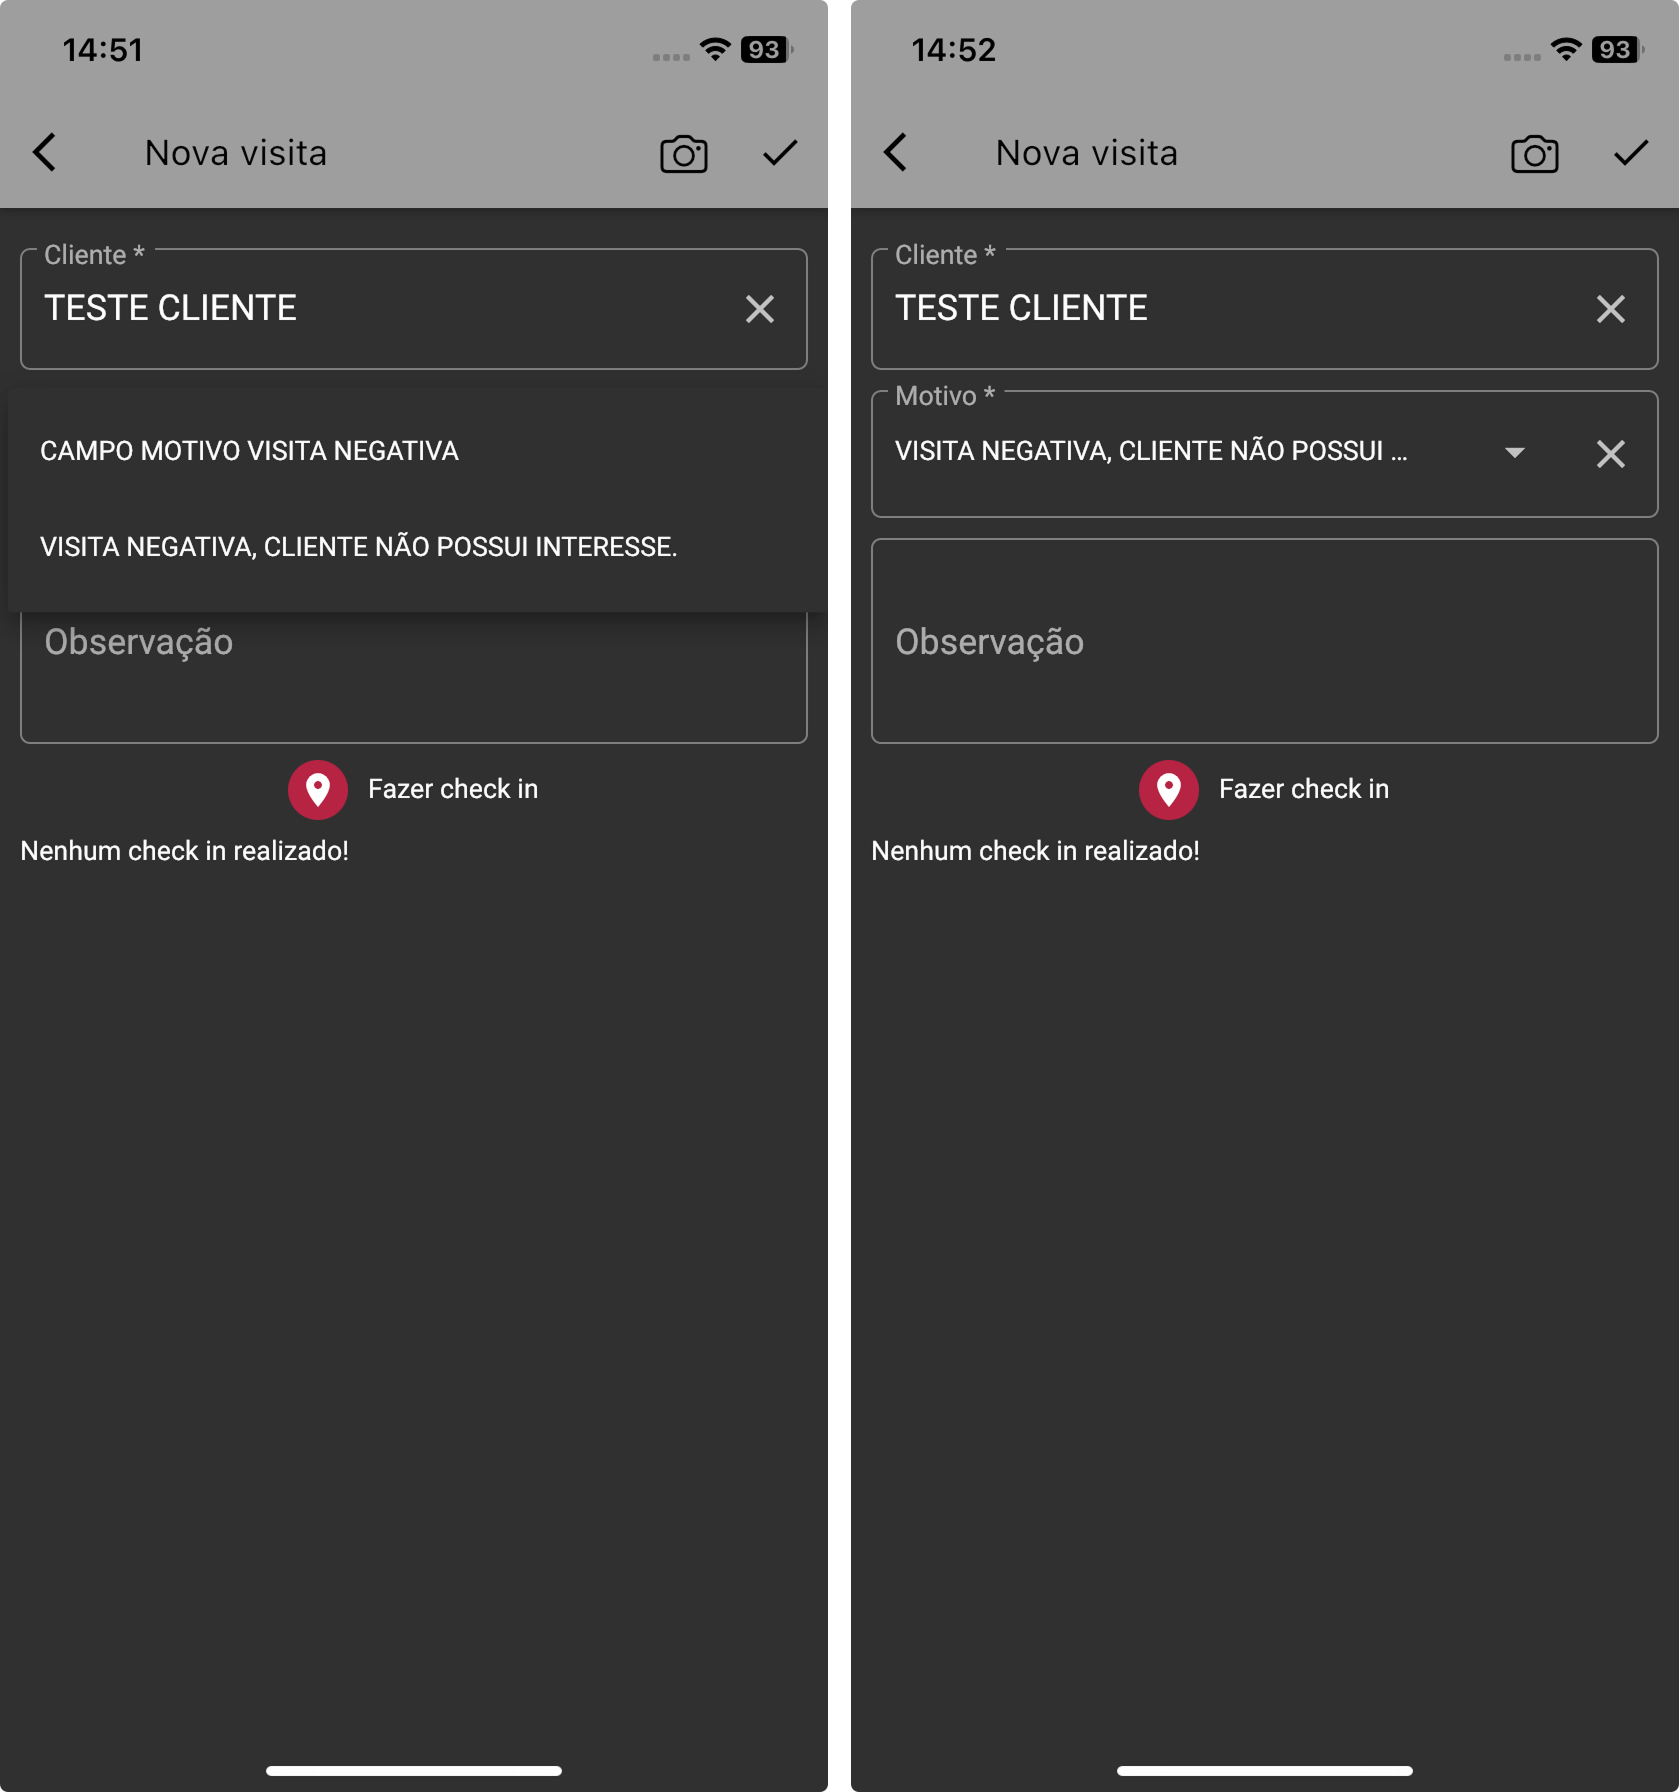 14:51
93
Nova visita
Cliente *
TESTE CLIENTE
CAMPO MOTIVO VISITA NEGATIVA
VISITA NEGATIVA, CLIENTE NÃO POSSUI INTERESSE.
Observação
Fazer check in
Nenhum check in realizado!
14:52
93
Nova visita
Cliente *
TESTE CLIENTE
Motivo *
VISITA NEGATIVA, CLIENTE NÃO POSSUI ...
Observação
Fazer check in
Nenhum check in realizado!